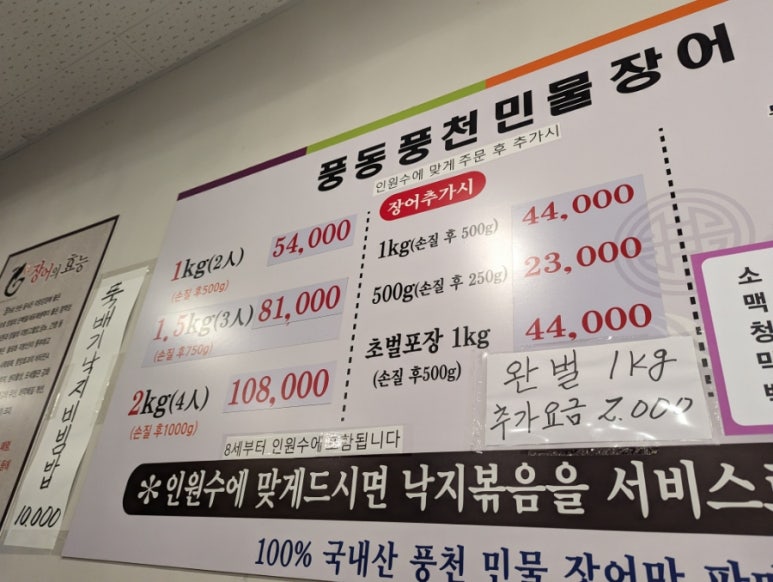 풍동풍천민물장어
인원수에 맞게 주문 후 추가시
1kg(2人) 54,000
(손질 후500g)
1.5kg(3人) 81,000
(손질 후750g)
2kg(4人) 108,000
(손질 후1000g)
8세부터 인원수에 포함됩니다
장어추가시
1kg(손질 후 500g) 44,000
500g(손질 후 250g) 23,000
초벌포장 1kg 44,000
(손질 후500g)
완벌 1kg
추가요금 2.000
*인원수에 맞게드시면 낙지볶음을 서비스
100% 국내산 풍천 민물 장어만
장어의 효능
뚝배기낙지비빔밥
10,000
소
맥
청
막